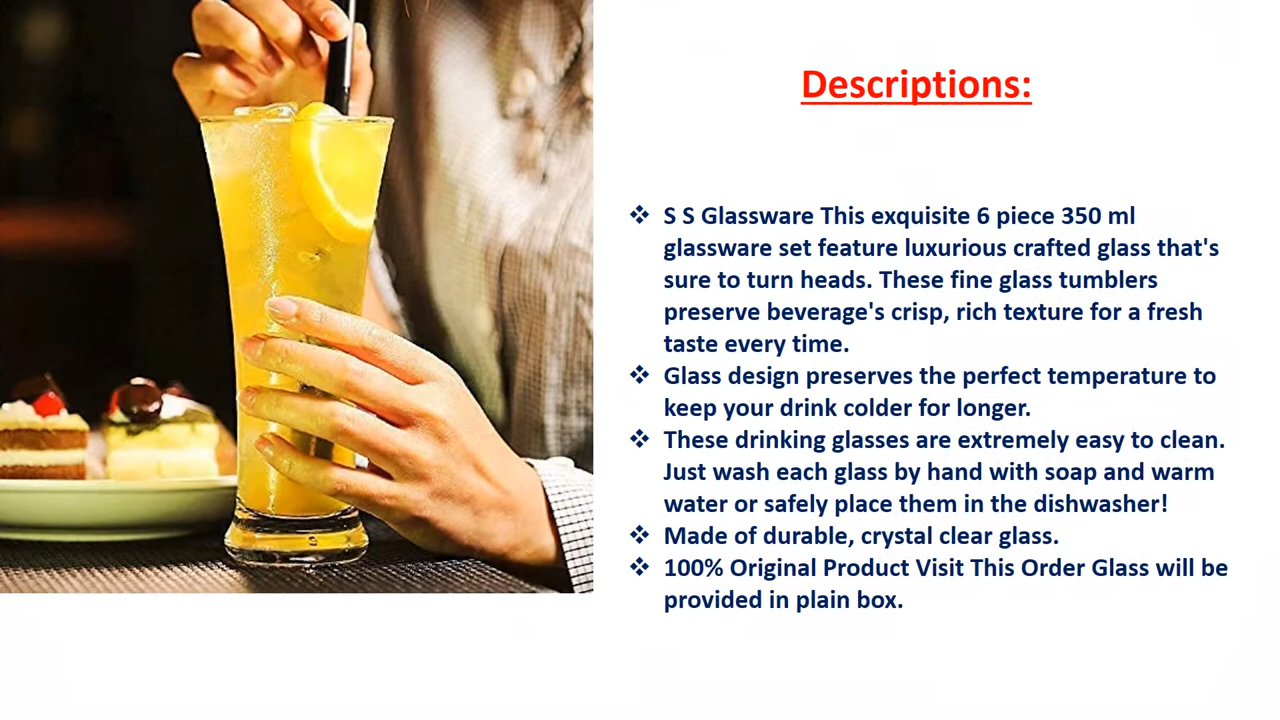 Descriptions:
❖ S S Glassware This exquisite 6 piece 350 ml
glassware set feature luxurious crafted glass that's
sure to turn heads. These fine glass tumblers
preserve beverage's crisp, rich texture for a fresh
taste every time.
❖ Glass design preserves the perfect temperature to
keep your drink colder for longer.
❖ These drinking glasses are extremely easy to clean.
Just wash each glass by hand with soap and warm
water or safely place them in the dishwasher!
❖ Made of durable, crystal clear glass.
❖ 100% Original Product Visit This Order Glass will be
provided in plain box.